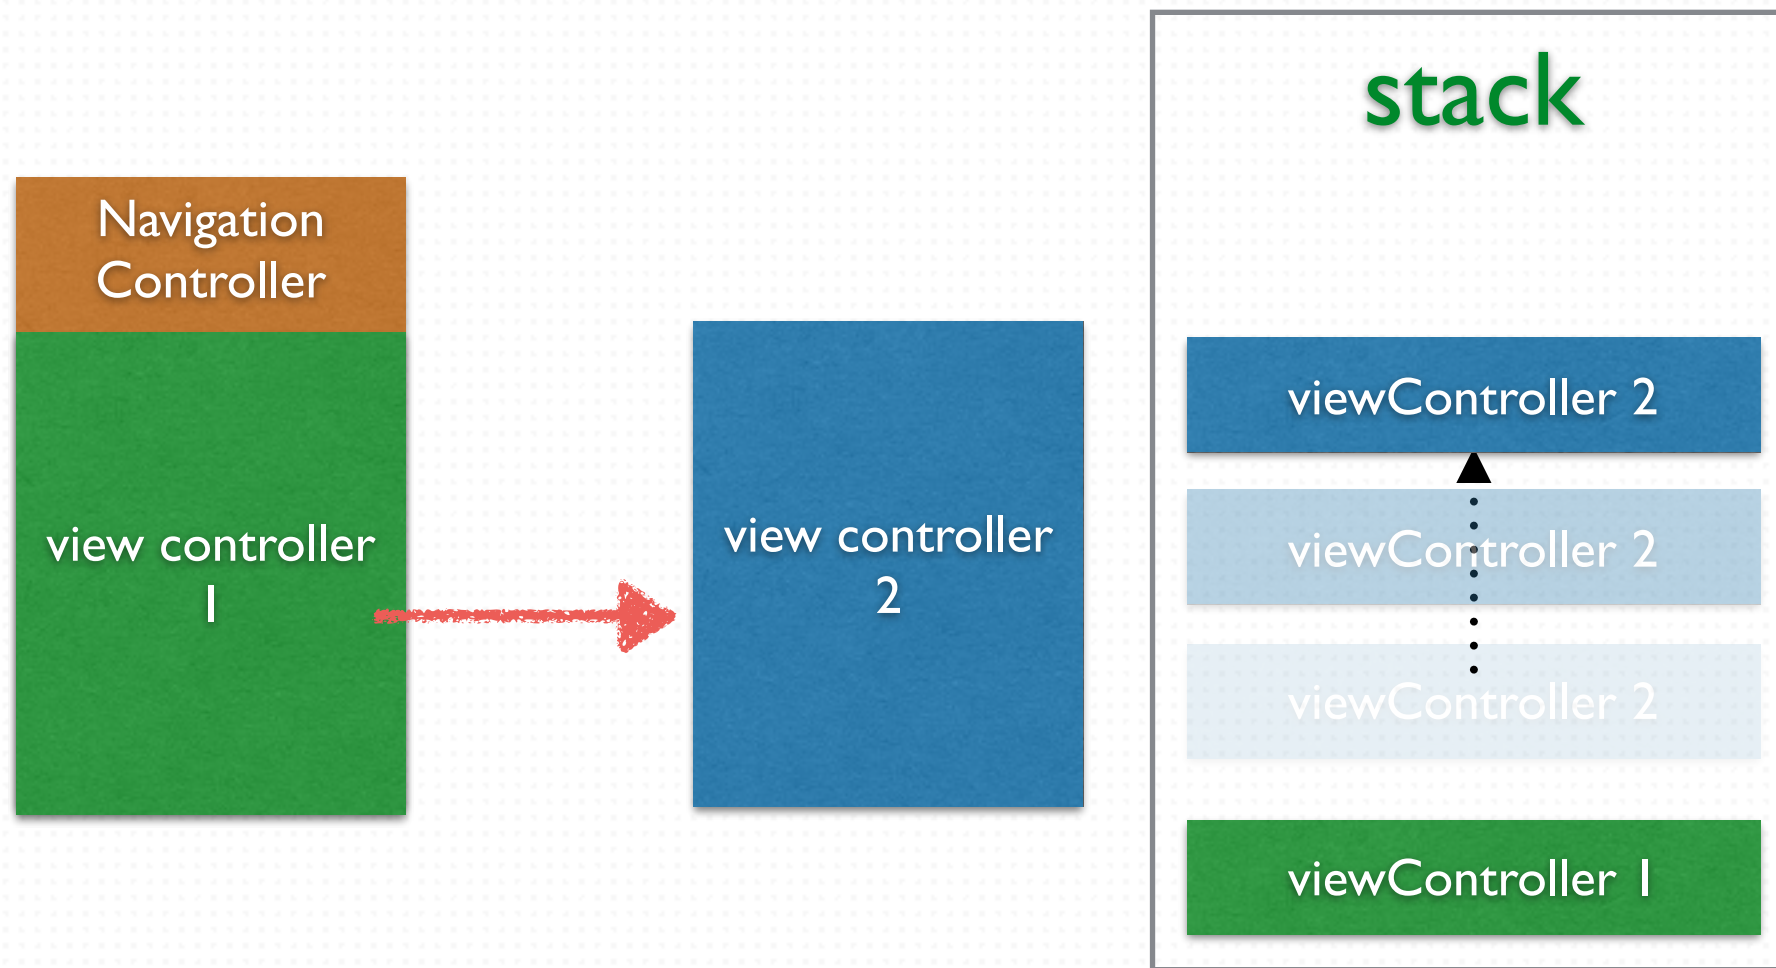 Navigation
Controller
view controller
1
view controller
2
stack
viewController 2
viewController 2
viewController 2
viewController 1